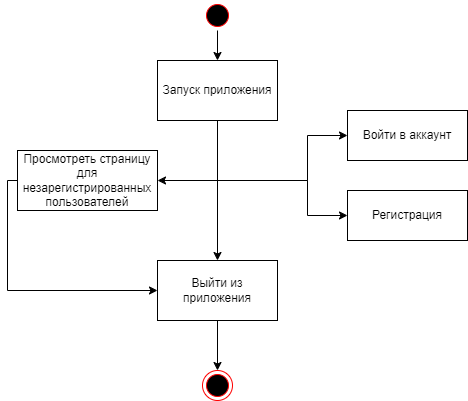 Запуск приложения
Войти в аккаунт
Просмотреть страницу
для
незарегистрированных
пользователей
Регистрация
Выйти из
приложения